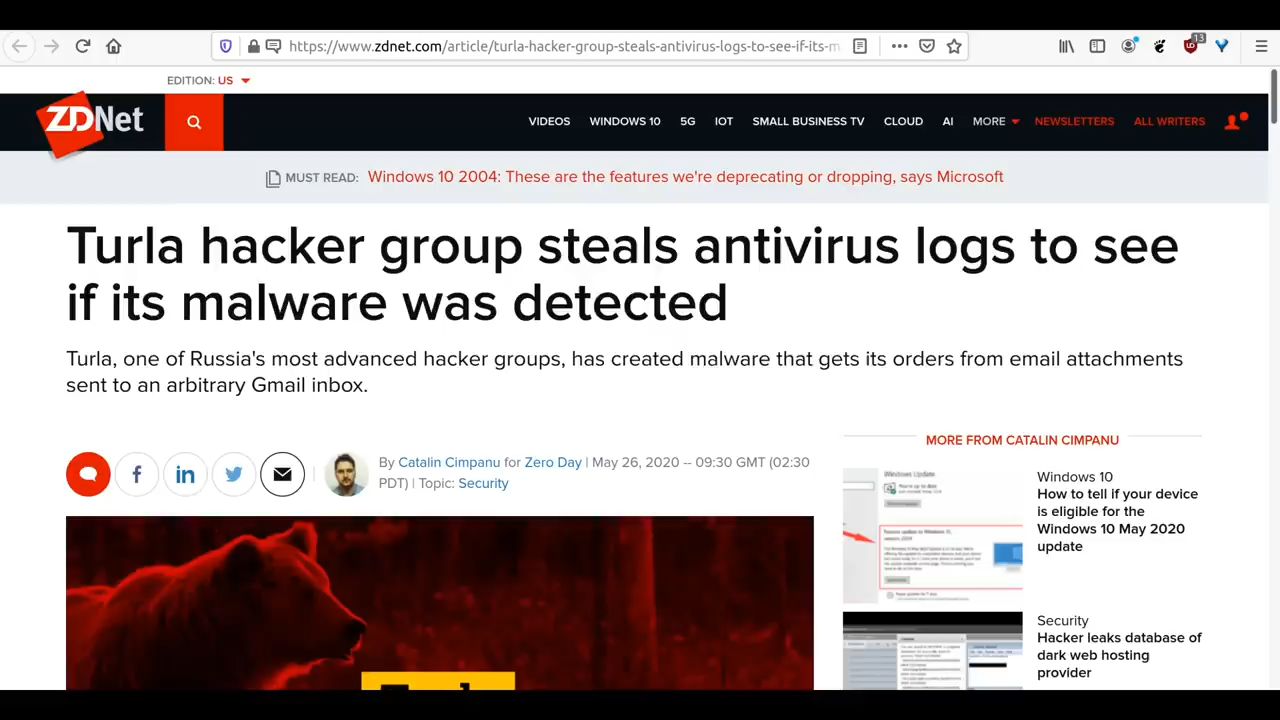 https://www.zdnet.com/article/turla-hacker-group-steals-antivirus-logs-to-see-if-its-m
13
EDITION: US
ZDNet
VIDEOS WINDOWS 10 5G IOT SMALL BUSINESS TV CLOUD AI MORE NEWSLETTERS ALL WRITERS
MUST READ: Windows 10 2004: These are the features we're deprecating or dropping, says Microsoft
Turla hacker group steals antivirus logs to see
if its malware was detected
Turla, one of Russia's most advanced hacker groups, has created malware that gets its orders from email attachments
sent to an arbitrary Gmail inbox.
By Catalin Cimpanu for Zero Day | May 26, 2020 -- 09:30 GMT (02:30
PDT) | Topic: Security
MORE FROM CATALIN CIMPANU
Windows Update
Windows 10
How to tell if your device
is eligible for the
Windows 10 May 2020
update
Security
Hacker leaks database of
dark web hosting
provider